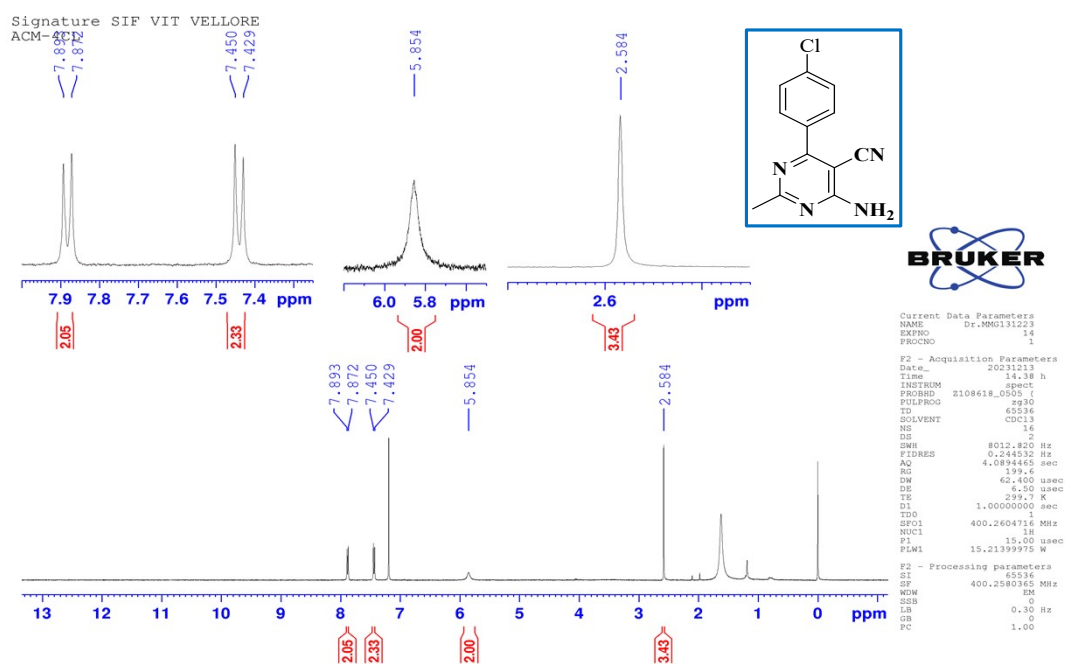 Signature SIF VIT VELLORE
ACM-4CL
7.893
7.872
7.450
7.429
5.854
2.584
Cl
CN
N
N
NH2
BRUKER
7.9 7.8 7.7 7.6 7.5 7.4 ppm
6.0 5.8 ppm
2.6 ppm
2.05
2.33
2.00
3.43
7.893
7.872
7.450
7.429
5.854
2.584
13 12 11 10 9 8 7 6 5 4 3 2 1 0 ppm
2.05
2.33
2.00
3.43
Current Data Parameters
NAME Dr.MMG131223
EXPNO 14
PROCNO 1
F2 - Acquisition Parameters
Date_ 20231213
Time 14.38 h
INSTRUM spect
PROBHD Z108618_0505 (
PULPROG zg30
TD 65536
SOLVENT CDCl3
NS 16
DS 2
SWH 8012.820 Hz
FIDRES 0.244532 Hz
AQ 4.0894465 sec
RG 199.6
DW 62.400 usec
DE 6.50 usec
TE 299.7 K
D1 1.00000000 sec
TD0 1
SFO1 400.2604716 MHz
NUC1 1H
P1 15.00 usec
PLW1 15.21399975 W
F2 - Processing parameters
SI 65536
SF 400.2580365 MHz
WDW EM
SSB 0
LB 0.30 Hz
GB 0
PC 1.00